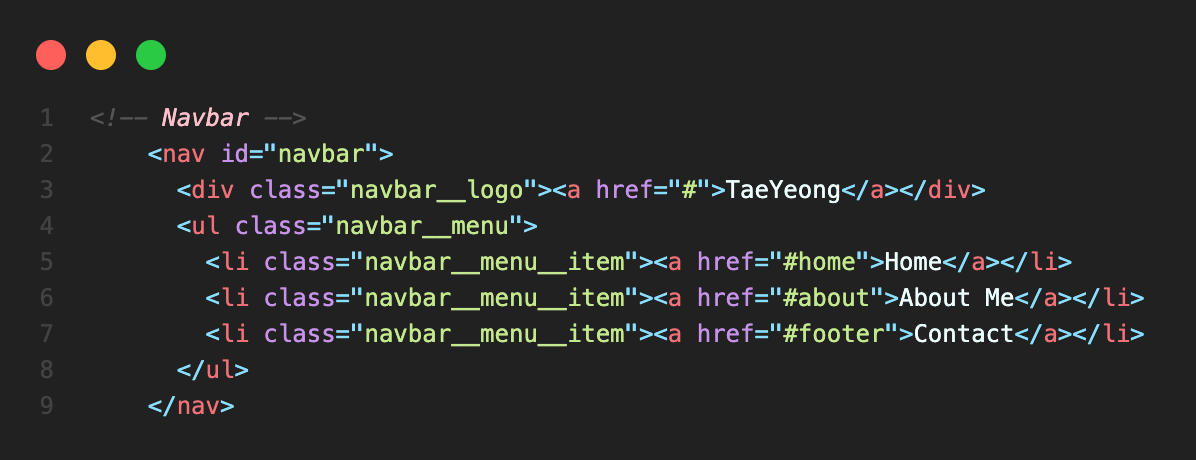 1 <!-- Navbar -->
2 <nav id="navbar">
3 <div class="navbar__logo"><a href="#">TaeYeong</a></div>
4 <ul class="navbar__menu">
5 <li class="navbar__menu__item"><a href="#home">Home</a></li>
6 <li class="navbar__menu__item"><a href="#about">About Me</a></li>
7 <li class="navbar__menu__item"><a href="#footer">Contact</a></li>
8 </ul>
9 </nav>